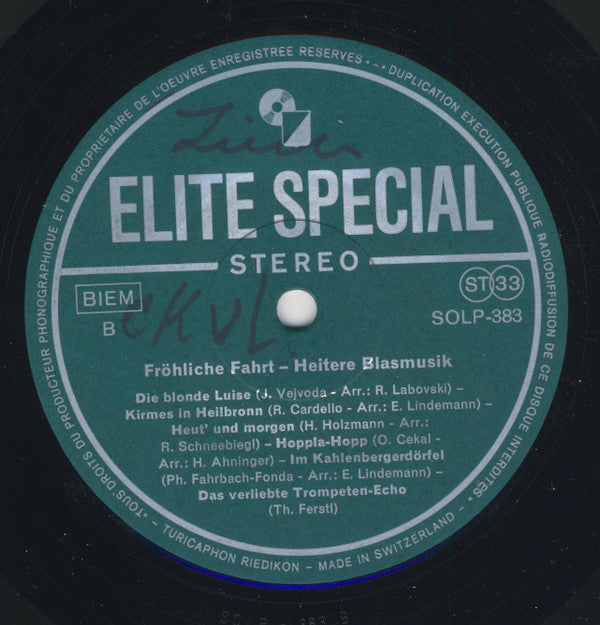 TOUS DROITS DU PRODUCTEUR PHONOGRAPHIQUE ET DU PROPRIETAIRE DE L'OEUVRE ENREGISTREE RESERVES · DUPLICATION EXECUTION PUBLIQUE RADIODIFFUSION DE CE DISQUE INTERDITES
ELITE SPECIAL
STEREO
BIEM
ST 33
B
SOLP-383
Fröhliche Fahrt – Heitere Blasmusik
Die blonde Luise (J. Vejvoda - Arr.: R. Labovski) –
Kirmes in Heilbronn (R. Cardello - Arr.: E. Lindemann) –
Heut' und morgen (H. Holzmann - Arr.:
R. Schneebiegl) – Hoppla-Hopp (O. Cekal -
Arr.: H. Ahninger) – Im Kahlenbergerdörfel
(Ph. Fahrbach-Fonda - Arr.: E. Lindemann) –
Das verliebte Trompeten-Echo
(Th. Ferstl)
TURICAPHON RIEDIKON – MADE IN SWITZERLAND